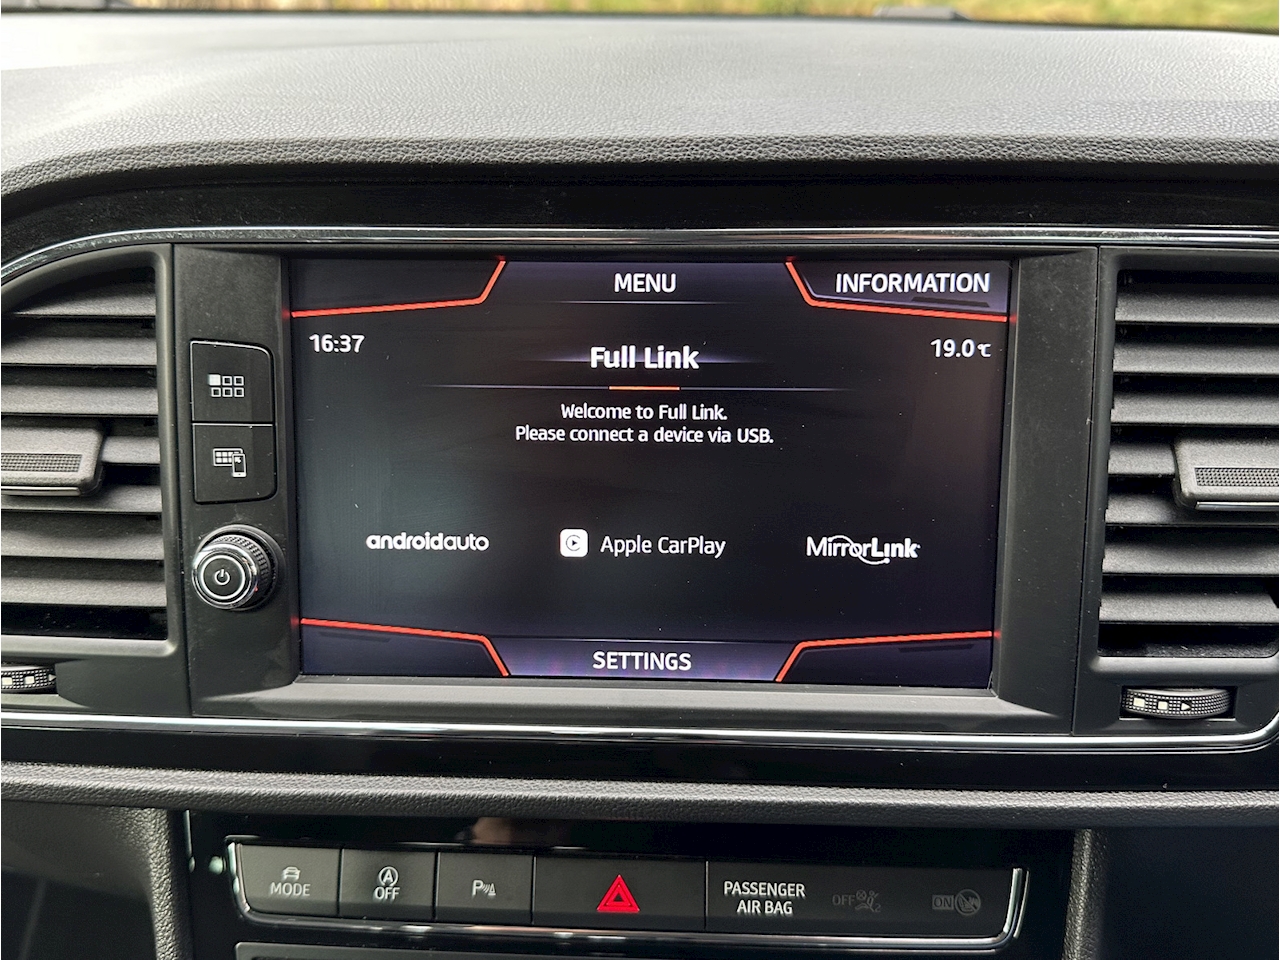 MENU
INFORMATION
16:37
19.0°C
Full Link
Welcome to Full Link.
Please connect a device via USB.
androidauto
Apple CarPlay
MirrorLink
SETTINGS
MODE
A
OFF
P
PASSENGER
AIR BAG
OFF
2
ON